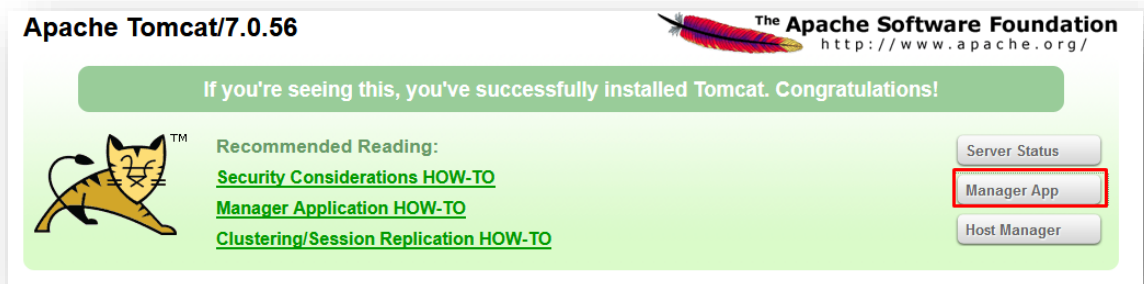 Apache Tomcat/7.0.56
The Apache Software Foundation
http://www.apache.org/
If you're seeing this, you've successfully installed Tomcat. Congratulations!
TM
Recommended Reading:
Security Considerations HOW-TO
Manager Application HOW-TO
Clustering/Session Replication HOW-TO
Server Status
Manager App
Host Manager